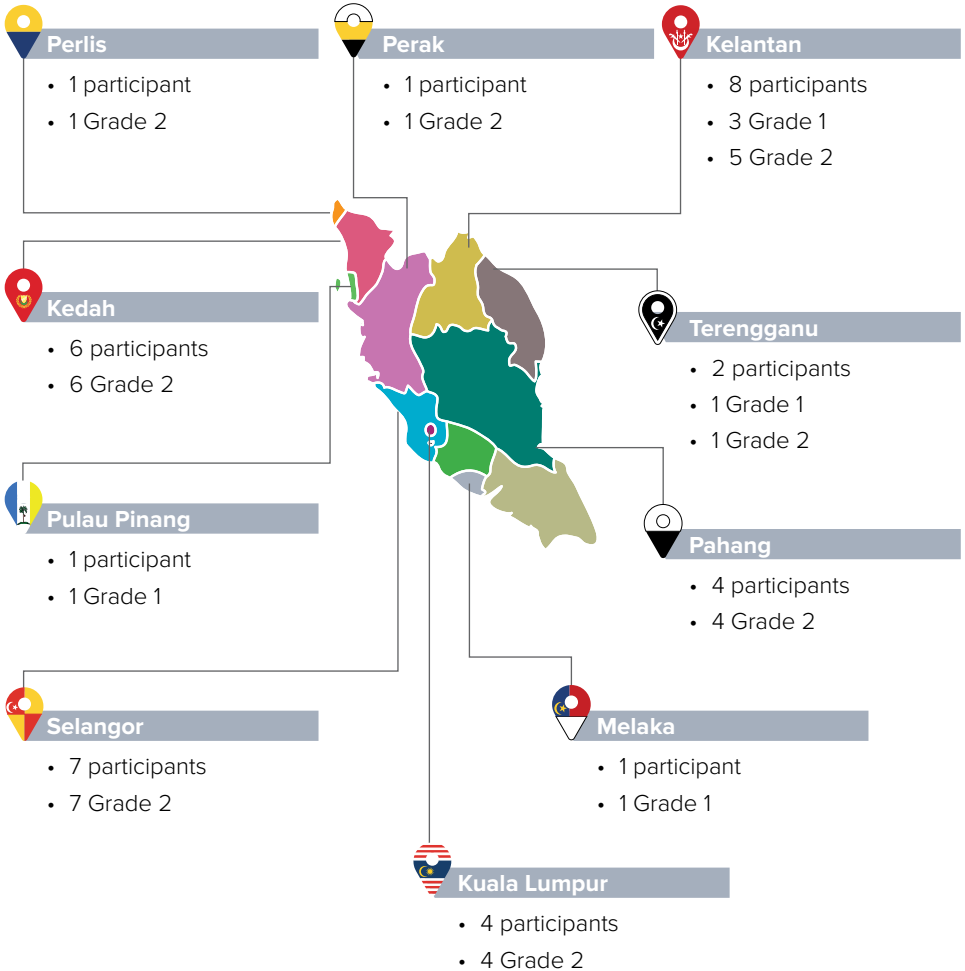 Perlis
• 1 participant
• 1 Grade 2
Perak
• 1 participant
• 1 Grade 2
Kelantan
• 8 participants
• 3 Grade 1
• 5 Grade 2
Kedah
• 6 participants
• 6 Grade 2
Terengganu
• 2 participants
• 1 Grade 1
• 1 Grade 2
Pulau Pinang
• 1 participant
• 1 Grade 1
Pahang
• 4 participants
• 4 Grade 2
Selangor
• 7 participants
• 7 Grade 2
Melaka
• 1 participant
• 1 Grade 1
Kuala Lumpur
• 4 participants
• 4 Grade 2